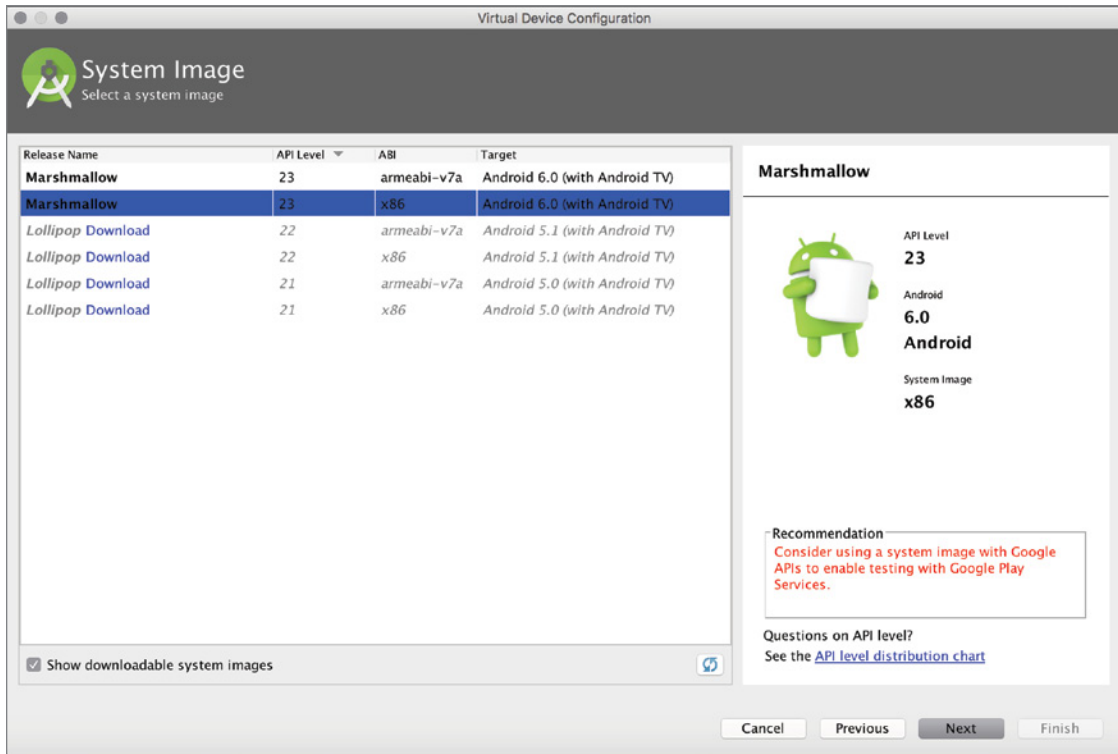 Virtual Device Configuration
System Image
Select a system image
Release Name API Level ABI Target
Marshmallow 23 armeabi-v7a Android 6.0 (with Android TV)
Marshmallow 23 x86 Android 6.0 (with Android TV)
Lollipop Download 22 armeabi-v7a Android 5.1 (with Android TV)
Lollipop Download 22 x86 Android 5.1 (with Android TV)
Lollipop Download 21 armeabi-v7a Android 5.0 (with Android TV)
Lollipop Download 21 x86 Android 5.0 (with Android TV)
Show downloadable system images
Marshmallow
API Level
23
Android
6.0
Android
System Image
x86
Recommendation
Consider using a system image with Google
APIs to enable testing with Google Play
Services.
Questions on API level?
See the API level distribution chart
Cancel Previous Next Finish